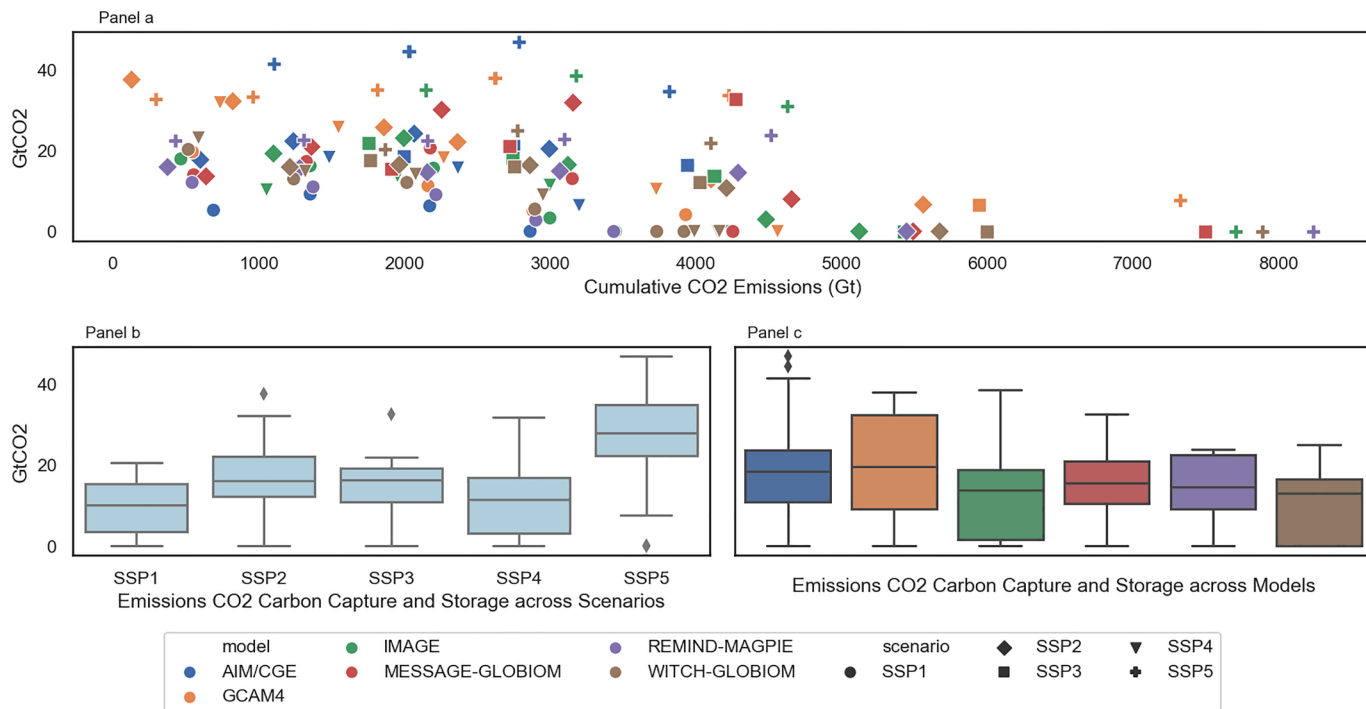 Panel a
GtCO2
40
20
0
0 1000 2000 3000 4000 5000 6000 7000 8000
Cumulative CO2 Emissions (Gt)
Panel b
GtCO2
40
20
0
SSP1 SSP2 SSP3 SSP4 SSP5
Emissions CO2 Carbon Capture and Storage across Scenarios
Panel c
Emissions CO2 Carbon Capture and Storage across Models
model IMAGE REMIND-MAGPIE scenario SSP2 SSP4
AIM/CGE MESSAGE-GLOBIOM WITCH-GLOBIOM SSP1 SSP3 SSP5
GCAM4